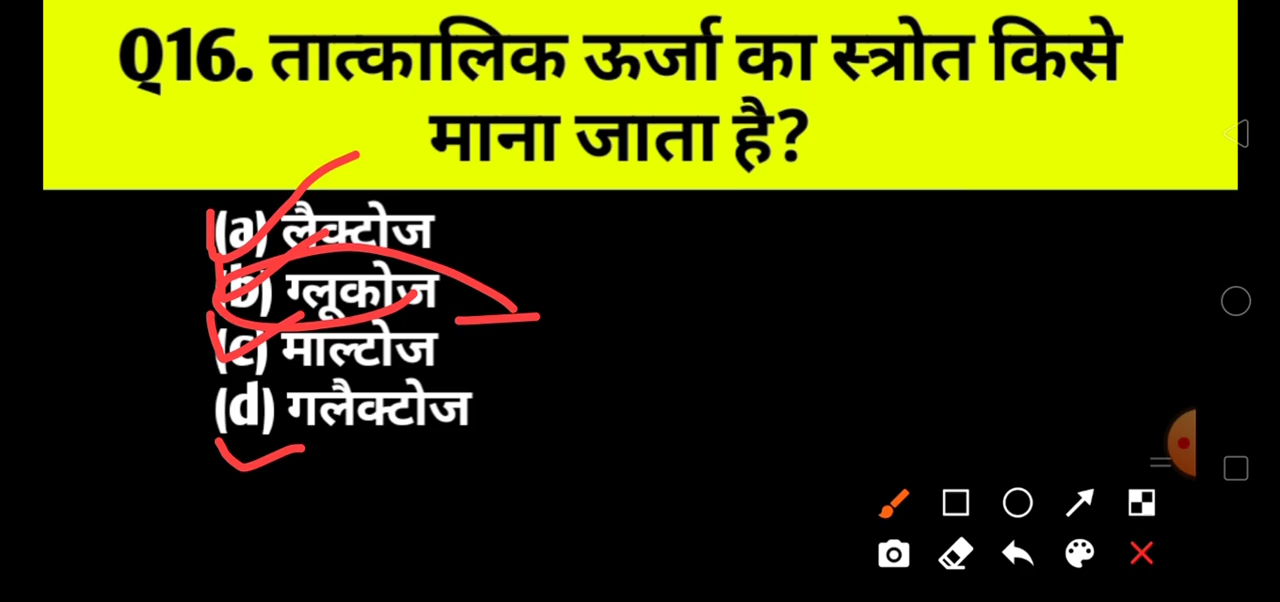 Q16. तात्कालिक ऊर्जा का स्त्रोत किसे
माना जाता है?
(a) लैक्टोज
(b) ग्लूकोज
(c) माल्टोज
(d) गलैक्टोज